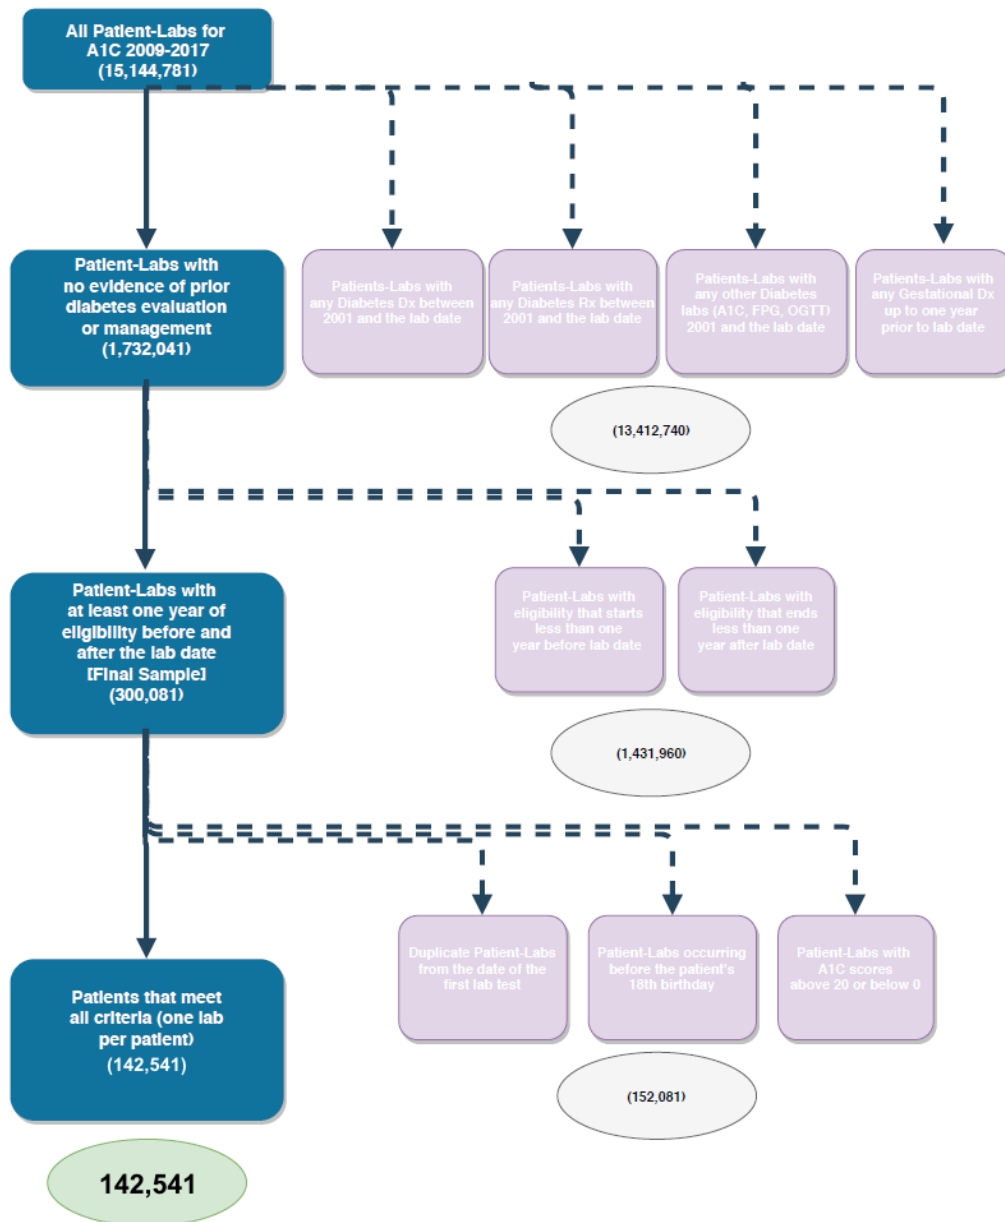 All Patient-Labs for
A1C 2009-2017
(15,144,781)
Patient-Labs with
no evidence of prior
diabetes evaluation
or management
(1,732,041)
Patients-Labs with
any Diabetes Dx between
2001 and the lab date
Patients-Labs with
any Diabetes Rx between
2001 and the lab date
Patients-Labs with
any other Diabetes
labs (A1C, FPG, OGTT)
2001 and the lab date
Patients-Labs with
any Gestational Dx
up to one year
prior to lab date
(13,412,740)
Patient-Labs with
at least one year of
eligibility before and
after the lab date
[Final Sample]
(300,081)
Patient-Labs with
eligibility that starts
less than one
year before lab date
Patient-Labs with
eligibility that ends
less than one
year after lab date
(1,431,960)
Patients that meet
all criteria (one lab
per patient)
(142,541)
Duplicate Patient-Labs
from the date of the
first lab test
Patient-Labs occurring
before the patient's
18th birthday
Patient-Labs with
A1C scores
above 20 or below 0
(152,081)
142,541